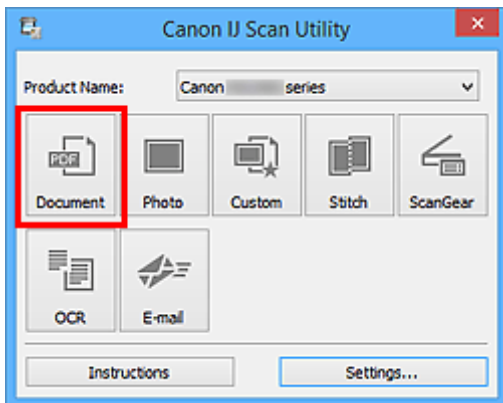 Canon IJ Scan Utility
Product Name: Canon series
PDF
Document Photo Custom Stitch ScanGear
OCR E-mail
Instructions Settings...